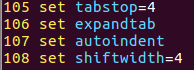 105 set tabstop=4
106 set expandtab
107 set autoindent
108 set shiftwidth=4